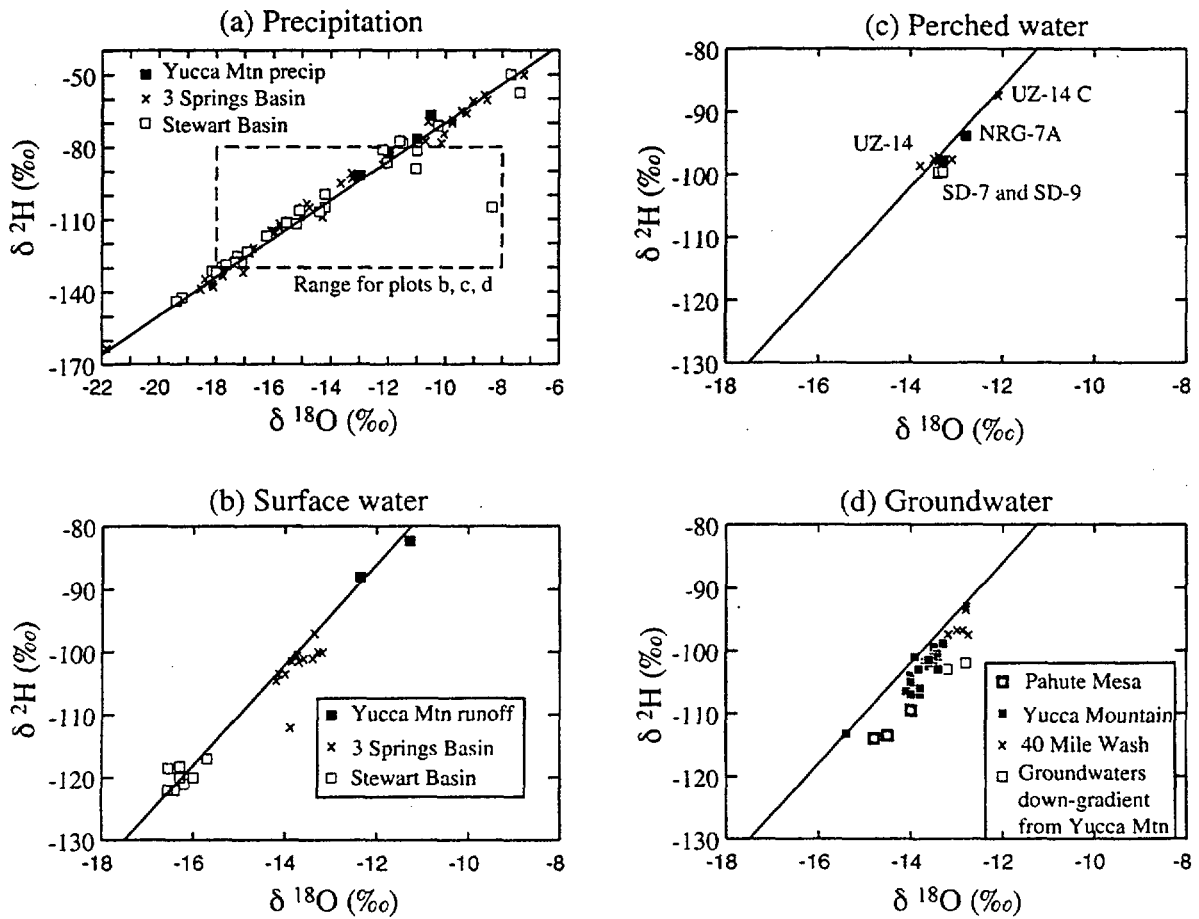 (a) Precipitation
-50
-80
-110
-140
-170
δ ²H (‰)
■ Yucca Mtn precip
× 3 Springs Basin
□ Stewart Basin
Range for plots b, c, d
-22 -20 -18 -16 -14 -12 -10 -8 -6
δ ¹⁸O (‰)
(c) Perched water
-80
-90
-100
-110
-120
-130
δ ²H (‰)
UZ-14 C
NRG-7A
UZ-14
SD-7 and SD-9
-18 -16 -14 -12 -10 -8
δ ¹⁸O (‰)
(b) Surface water
-80
-90
-100
-110
-120
-130
δ ²H (‰)
■ Yucca Mtn runoff
× 3 Springs Basin
□ Stewart Basin
-18 -16 -14 -12 -10 -8
δ ¹⁸O (‰)
(d) Groundwater
-80
-90
-100
-110
-120
-130
δ ²H (‰)
Pahute Mesa
■ Yucca Mountain
× 40 Mile Wash
□ Groundwaters
down-gradient
from Yucca Mtn
-18 -16 -14 -12 -10 -8
δ ¹⁸O (‰)